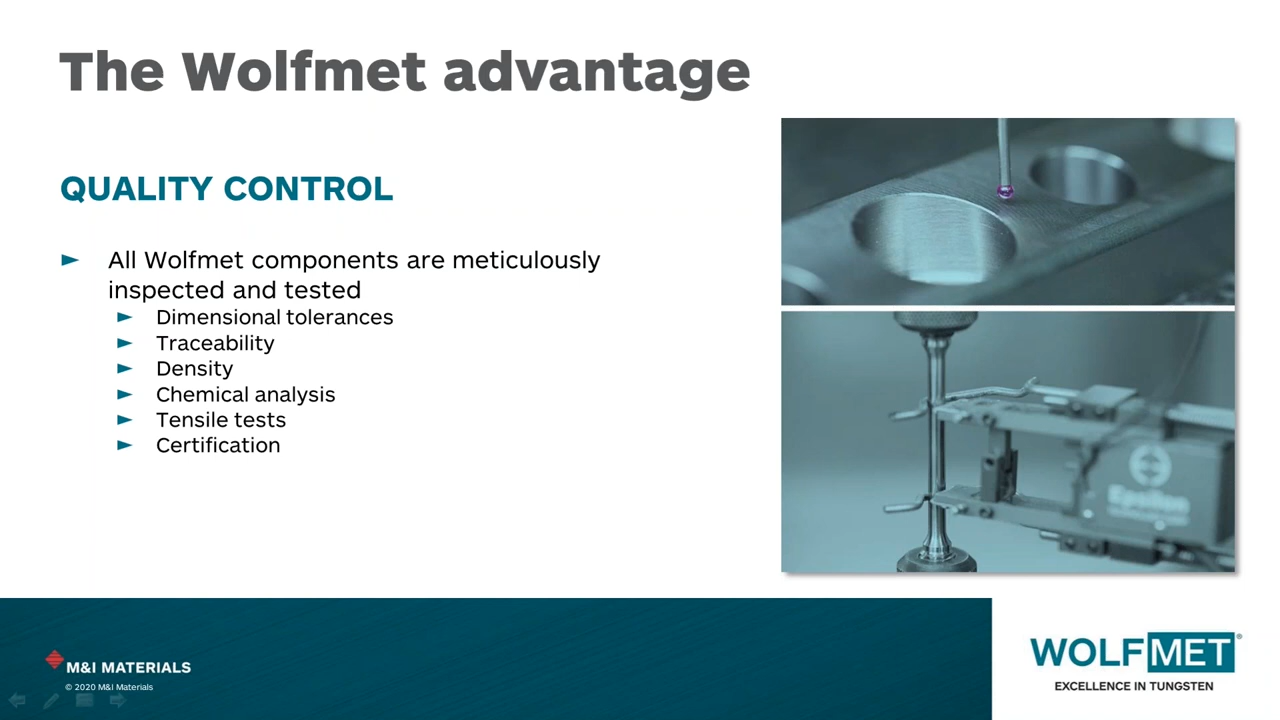 The Wolfmet advantage
QUALITY CONTROL
► All Wolfmet components are meticulously
inspected and tested
► Dimensional tolerances
► Traceability
► Density
► Chemical analysis
► Tensile tests
► Certification
Epsilon
M&I MATERIALS
© 2020 M&I Materials
WOLFMET®
EXCELLENCE IN TUNGSTEN